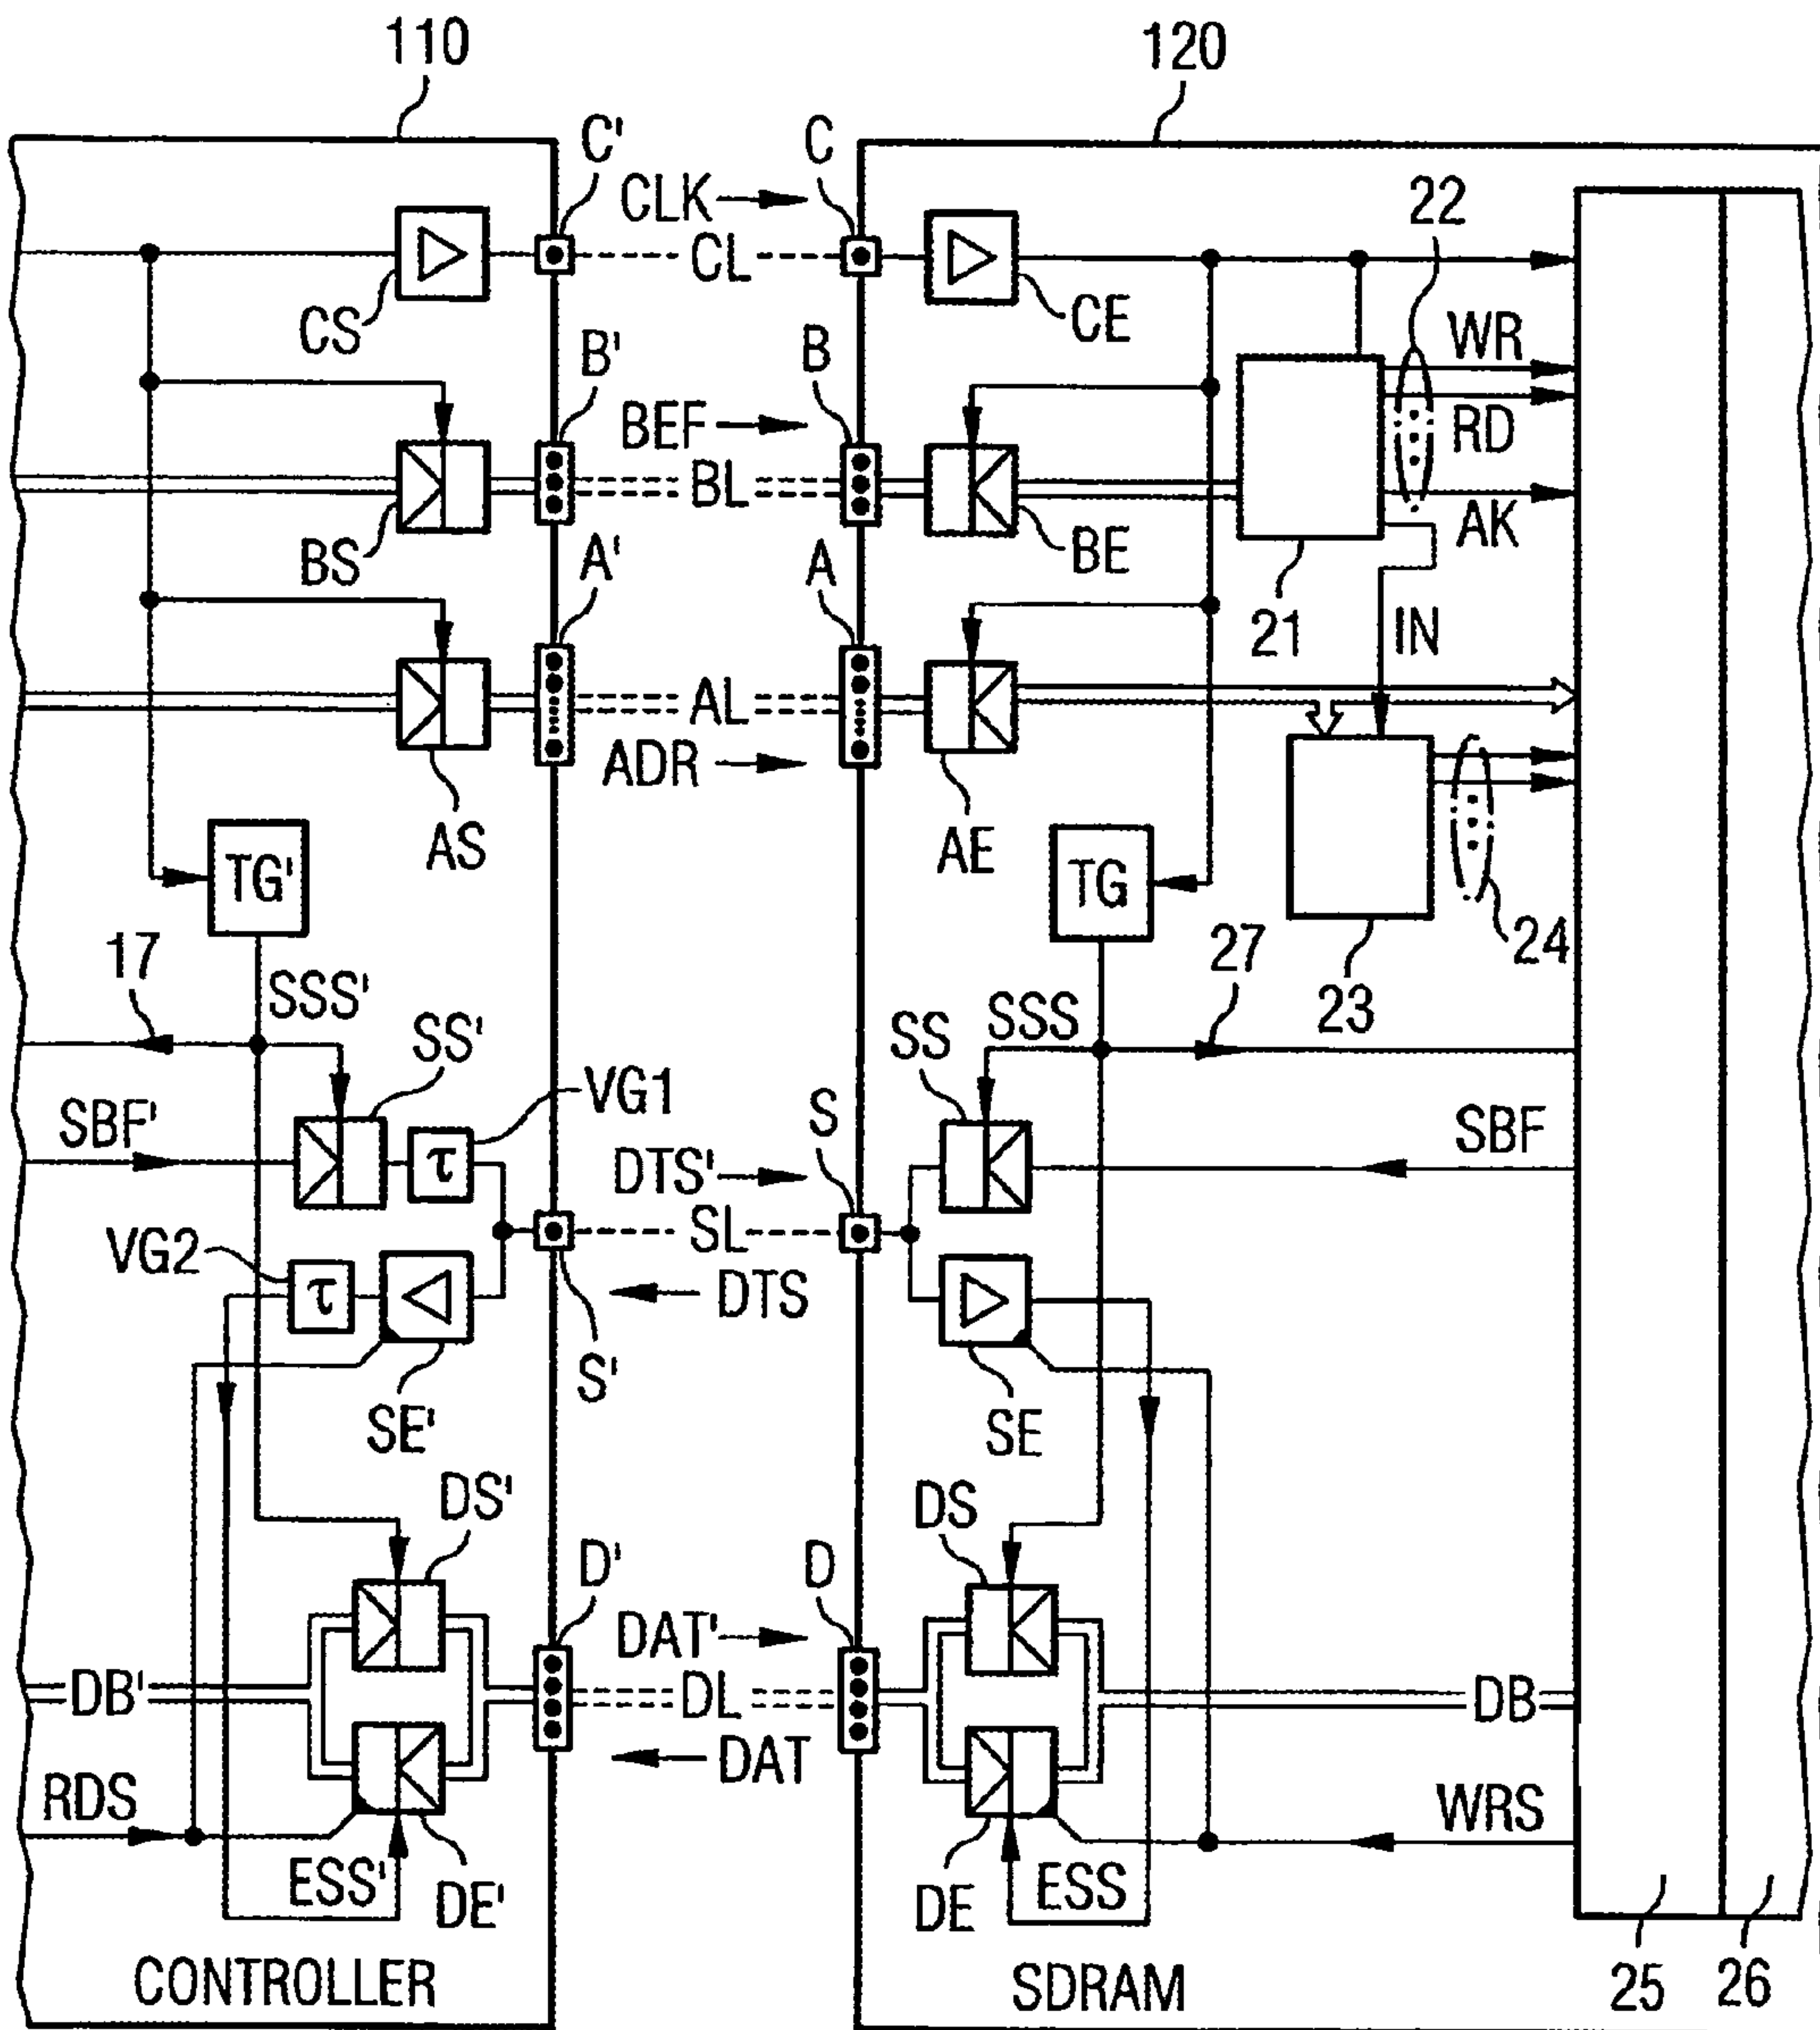 110
120
C'
CLK
C
22
CL
CS
CE
WR
B'
B
BEF
RD
BL
AK
BS
BE
A'
A
21
IN
AL
ADR
AS
AE
TG'
TG
24
17
27
23
SSS'
SSS
SS'
SS
VG1
S
SBF'
SBF
τ
DTS'
VG2
SL
τ
DTS
S'
SE'
SE
DS'
DS
D'
D
DAT'
DB'
DL
DB
DAT
RDS
WRS
ESS'
DE'
DE
ESS
CONTROLLER
SDRAM
25
26